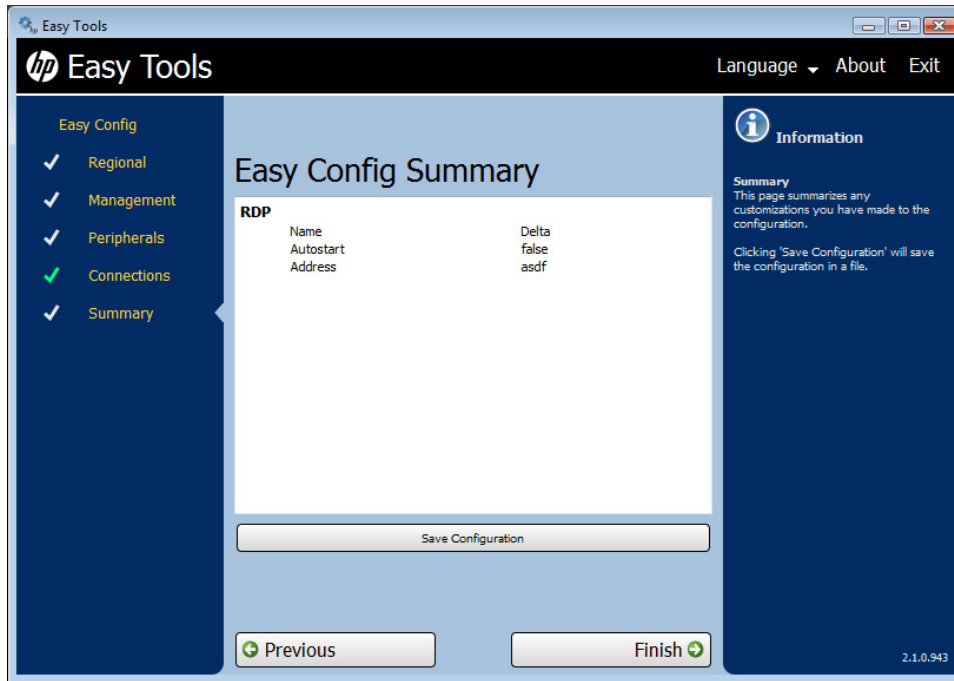 Easy Tools
hp Easy Tools
Language About Exit
Easy Config
Regional
Management
Peripherals
Connections
Summary
Easy Config Summary
RDP
Name Delta
Autostart false
Address asdf
Save Configuration
Previous
Finish
Information
Summary
This page summarizes any
customizations you have made to the
configuration.
Clicking 'Save Configuration' will save
the configuration in a file.
2.1.0.943